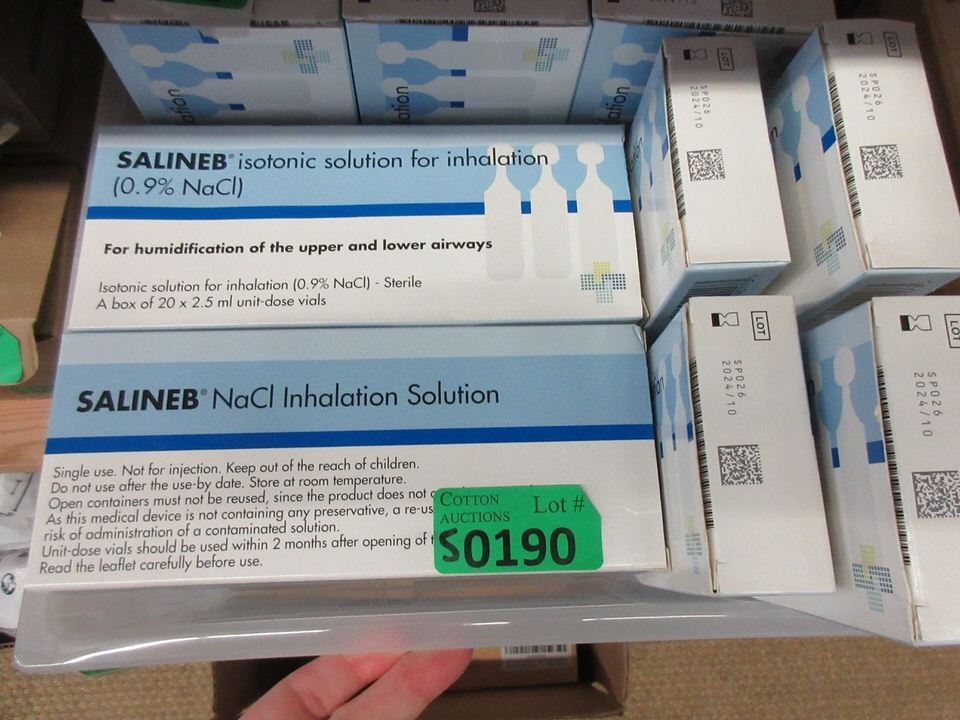 ation
ation
ation
SALINEB® isotonic solution for inhalation
(0.9% NaCl)
For humidification of the upper and lower airways
Isotonic solution for inhalation (0.9% NaCl) - Sterile
A box of 20 x 2.5 ml unit-dose vials
SALINEB® NaCl Inhalation Solution
Single use. Not for injection. Keep out of the reach of children.
Do not use after the use-by date. Store at room temperature.
Open containers must not be reused, since the product does not
As this medical device is not containing any preservative, a re-us
risk of administration of a contaminated solution.
Unit-dose vials should be used within 2 months after opening of
Read the leaflet carefully before use.
COTTON
AUCTIONS
Lot #
S0190
LOT
SP026
2024/10
LOT
SP026
2024/10
LOT
SP026
2024/10
LOT
SP026
2024/10